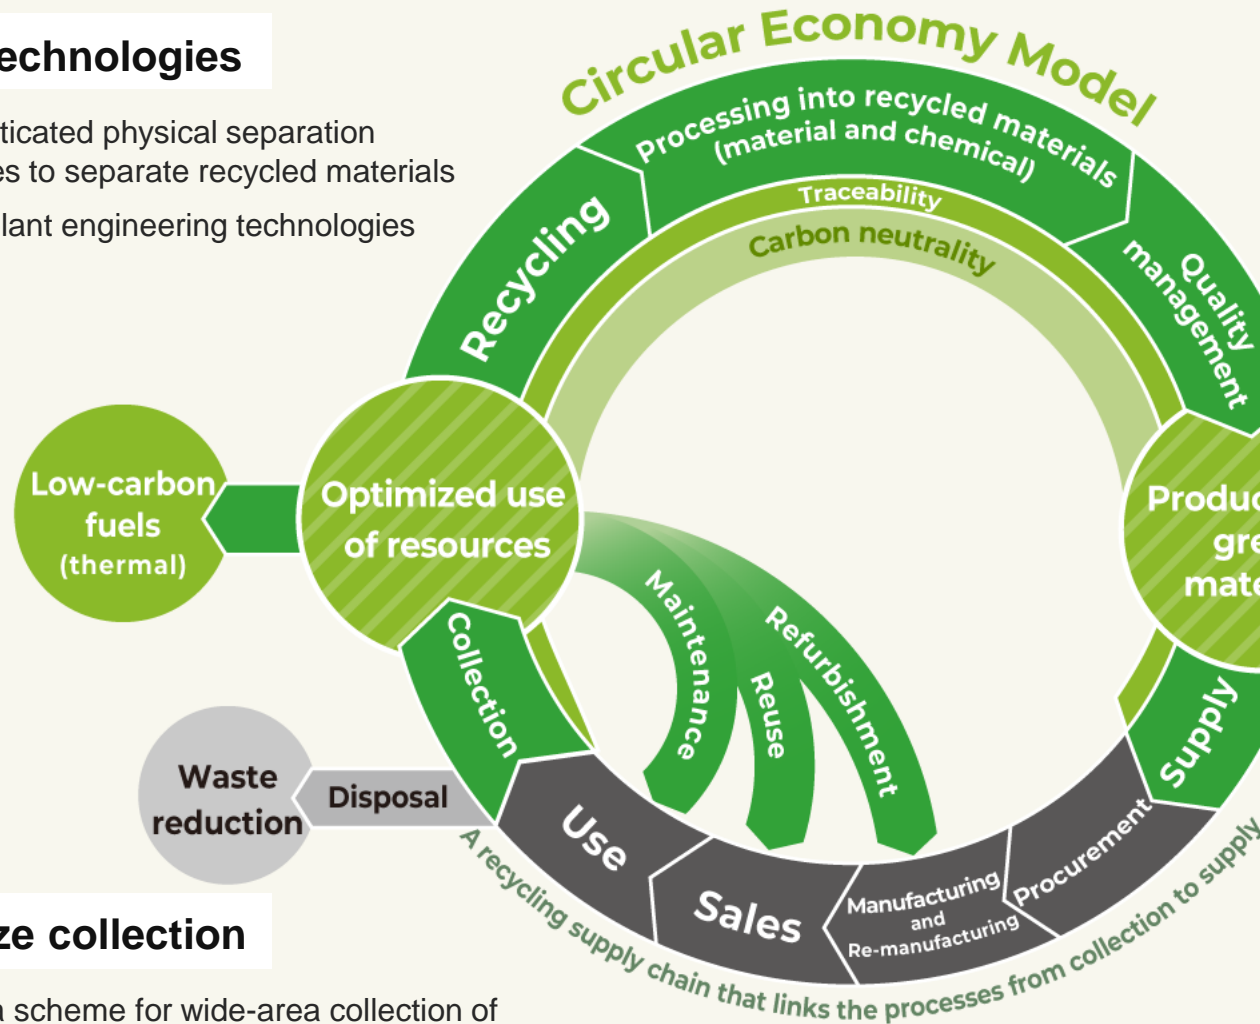 echnologies
ticated physical separation
es to separate recycled materials
lant engineering technologies
Circular Economy Model
Processing into recycled materials
(material and chemical)
Traceability
Carbon neutrality
Recycling
Quality
management
Low-carbon
fuels
(thermal)
Optimized use
of resources
Produc
gre
mate
Maintenance
Reuse
Refurbishment
Collection
Supply
Waste
reduction
Disposal
Use
Sales
Manufacturing
and
Re-manufacturing
Procurement
A recycling supply chain that links the processes from collection to supply
ze collection
a scheme for wide-area collection of